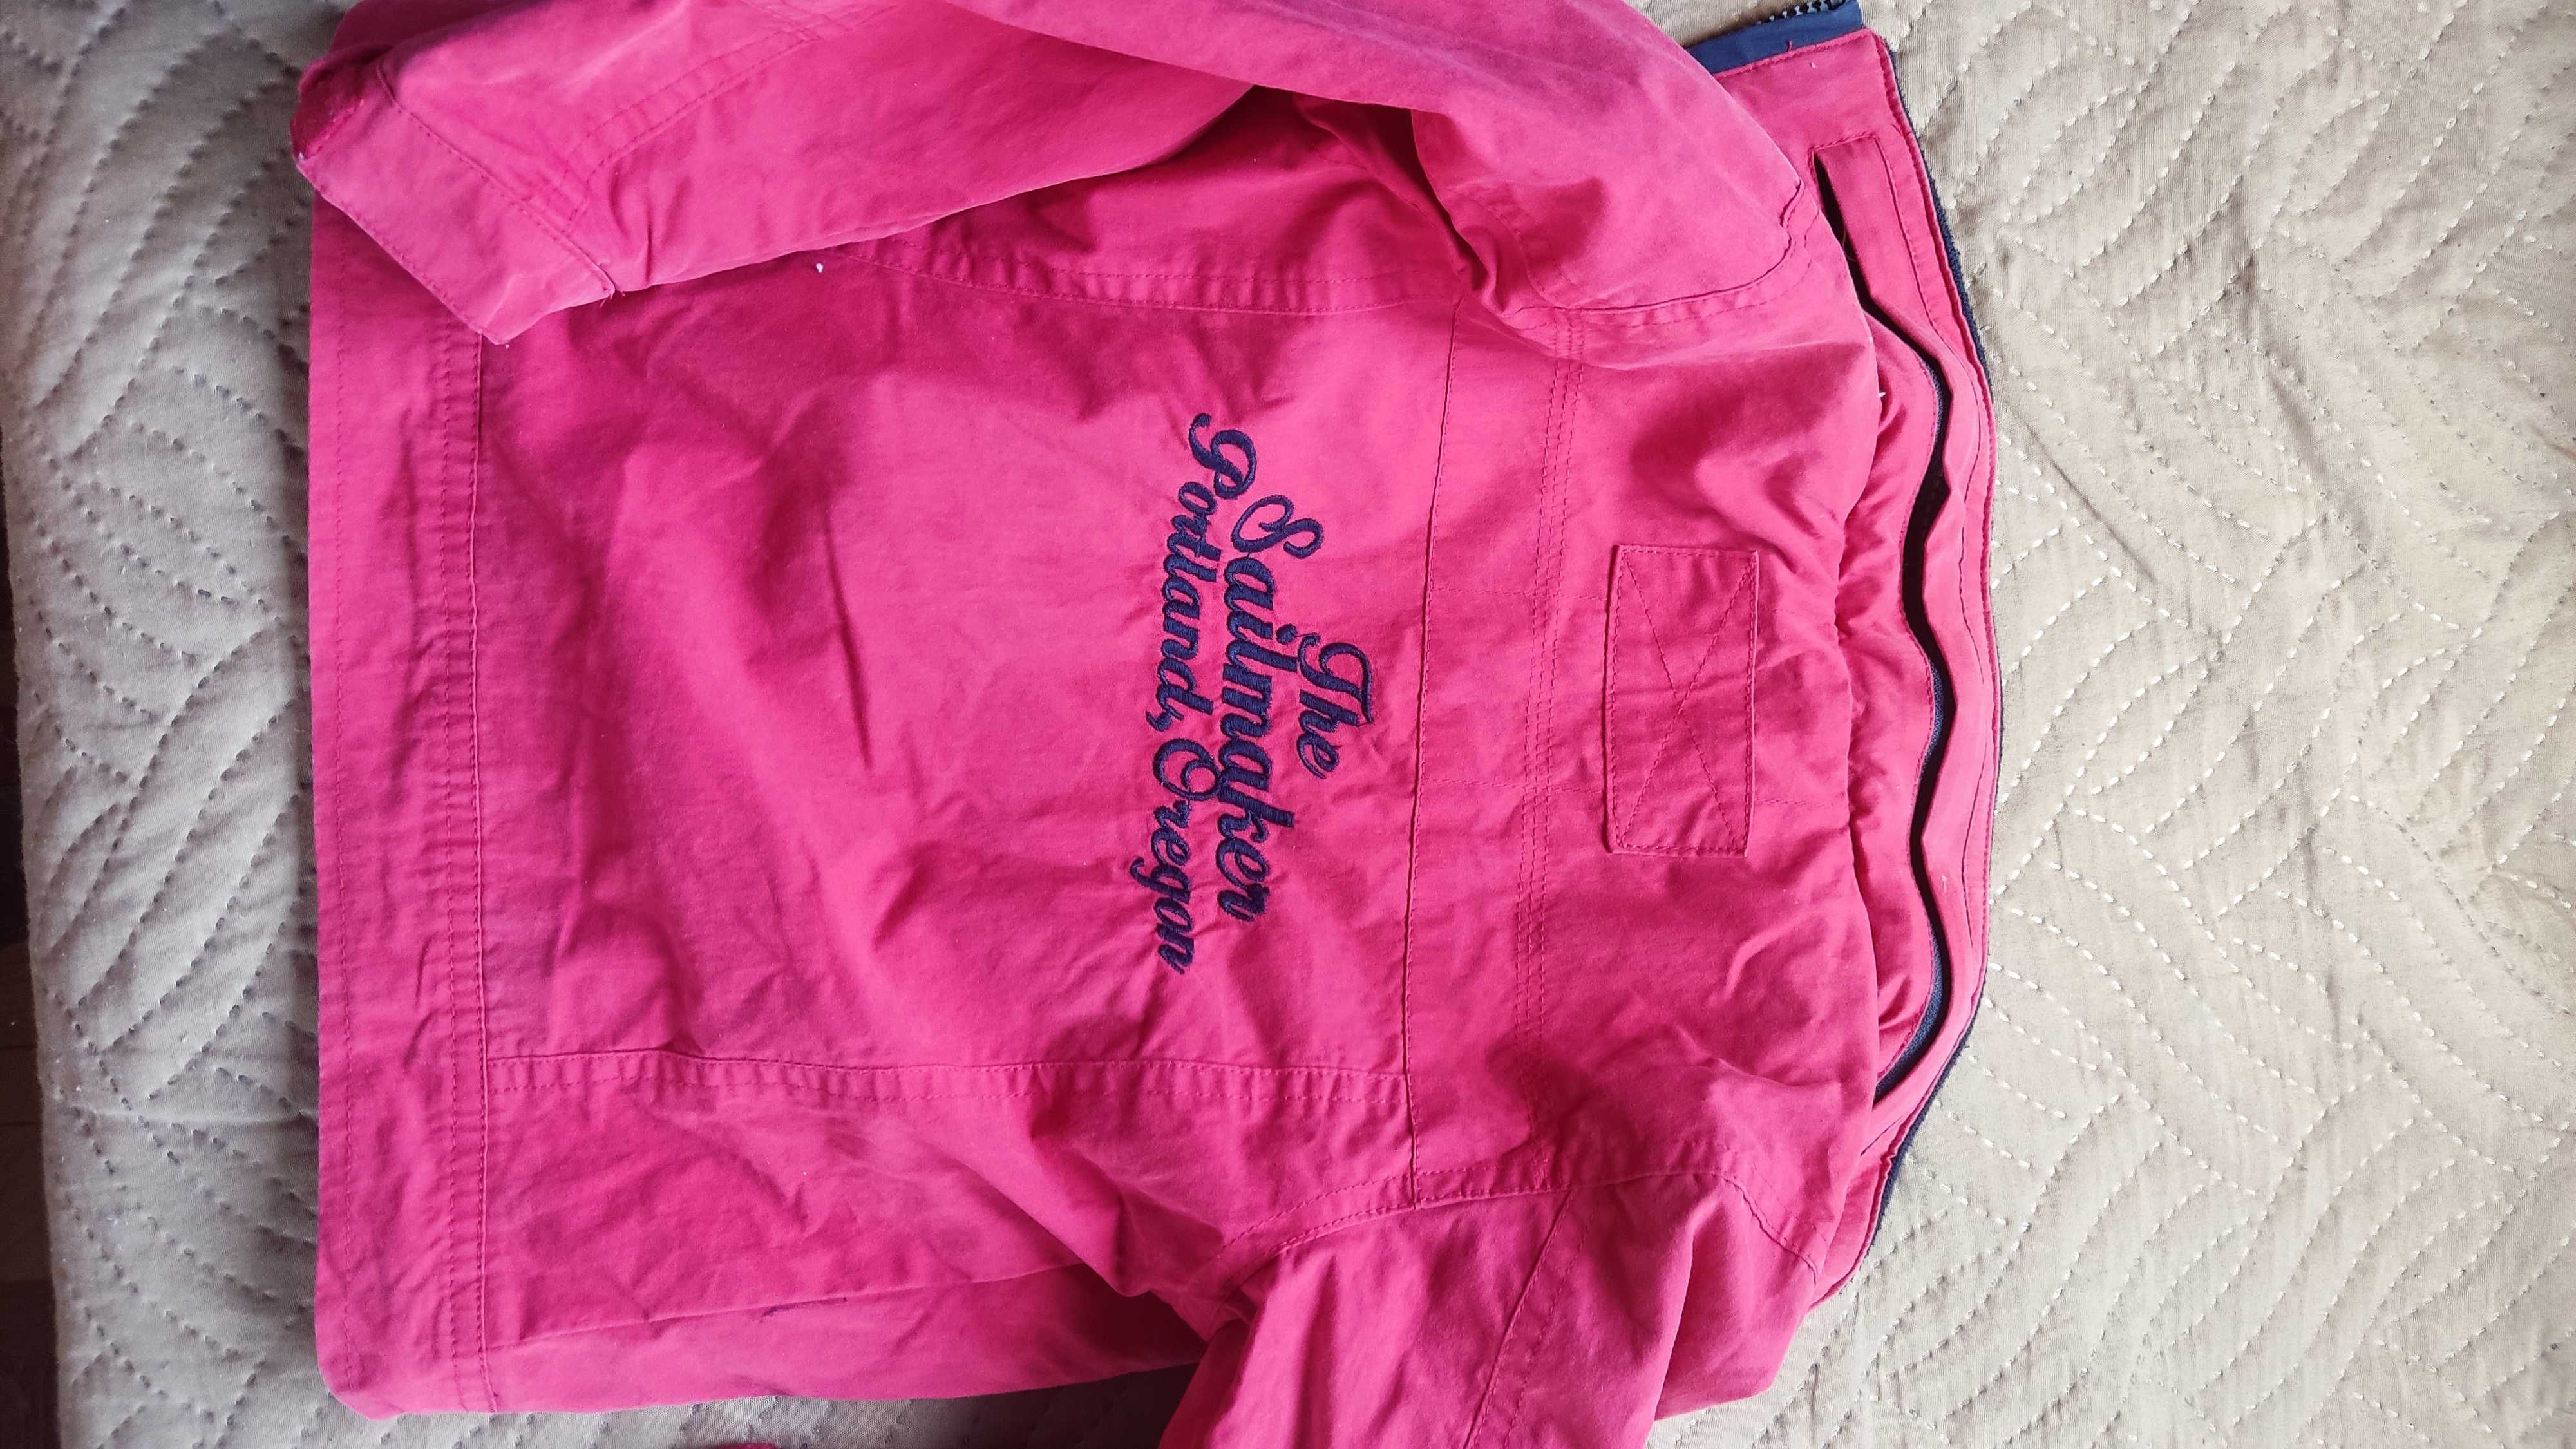 The
Sailmaker
Portland, Oregon